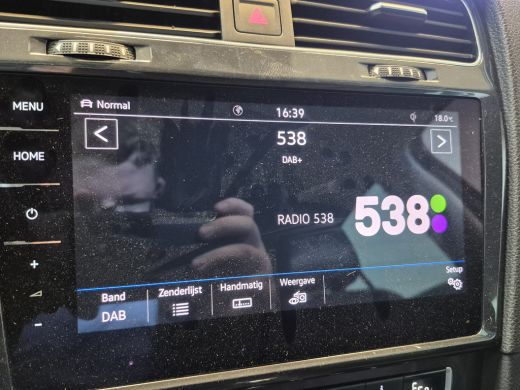 MENU
HOME
Normal
16:39
18.0°C
538
DAB+
RADIO 538
538
Band
DAB
Zenderlijst
Handmatig
Weergave
Setup